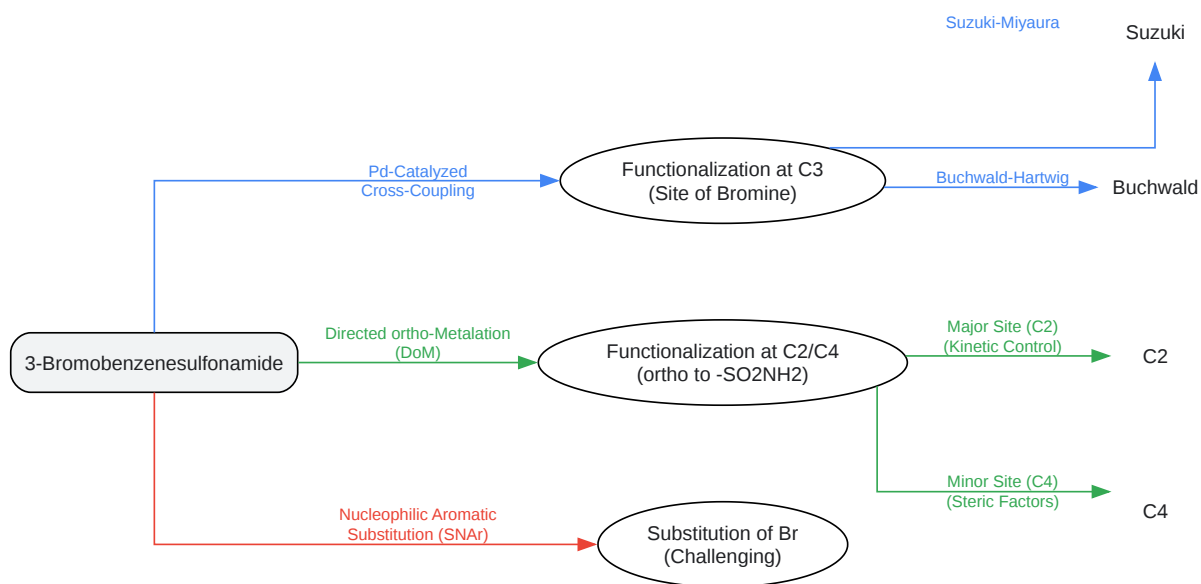 Suzuki-Miyaura
Suzuki
Pd-Catalyzed
Cross-Coupling
Functionalization at C3
(Site of Bromine)
Buchwald-Hartwig
Buchwald
3-Bromobenzenesulfonamide
Directed ortho-Metalation
(DoM)
Functionalization at C2/C4
(ortho to -SO2NH2)
Major Site (C2)
(Kinetic Control)
C2
Minor Site (C4)
(Steric Factors)
C4
Nucleophilic Aromatic
Substitution (SNAr)
Substitution of Br
(Challenging)